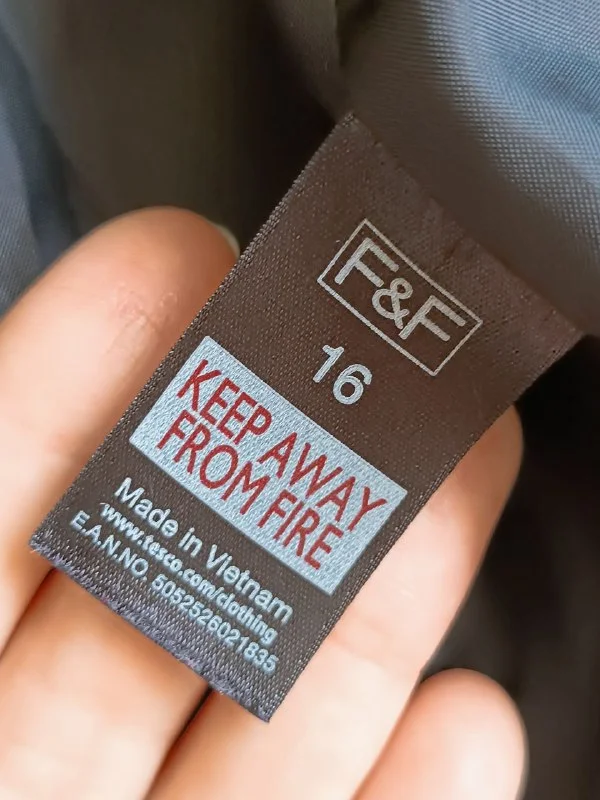 F&F
16
KEEP AWAY
FROM FIRE
Made in Vietnam
www.tesco.com/clothing
E.A.N.NO. 5052526021835